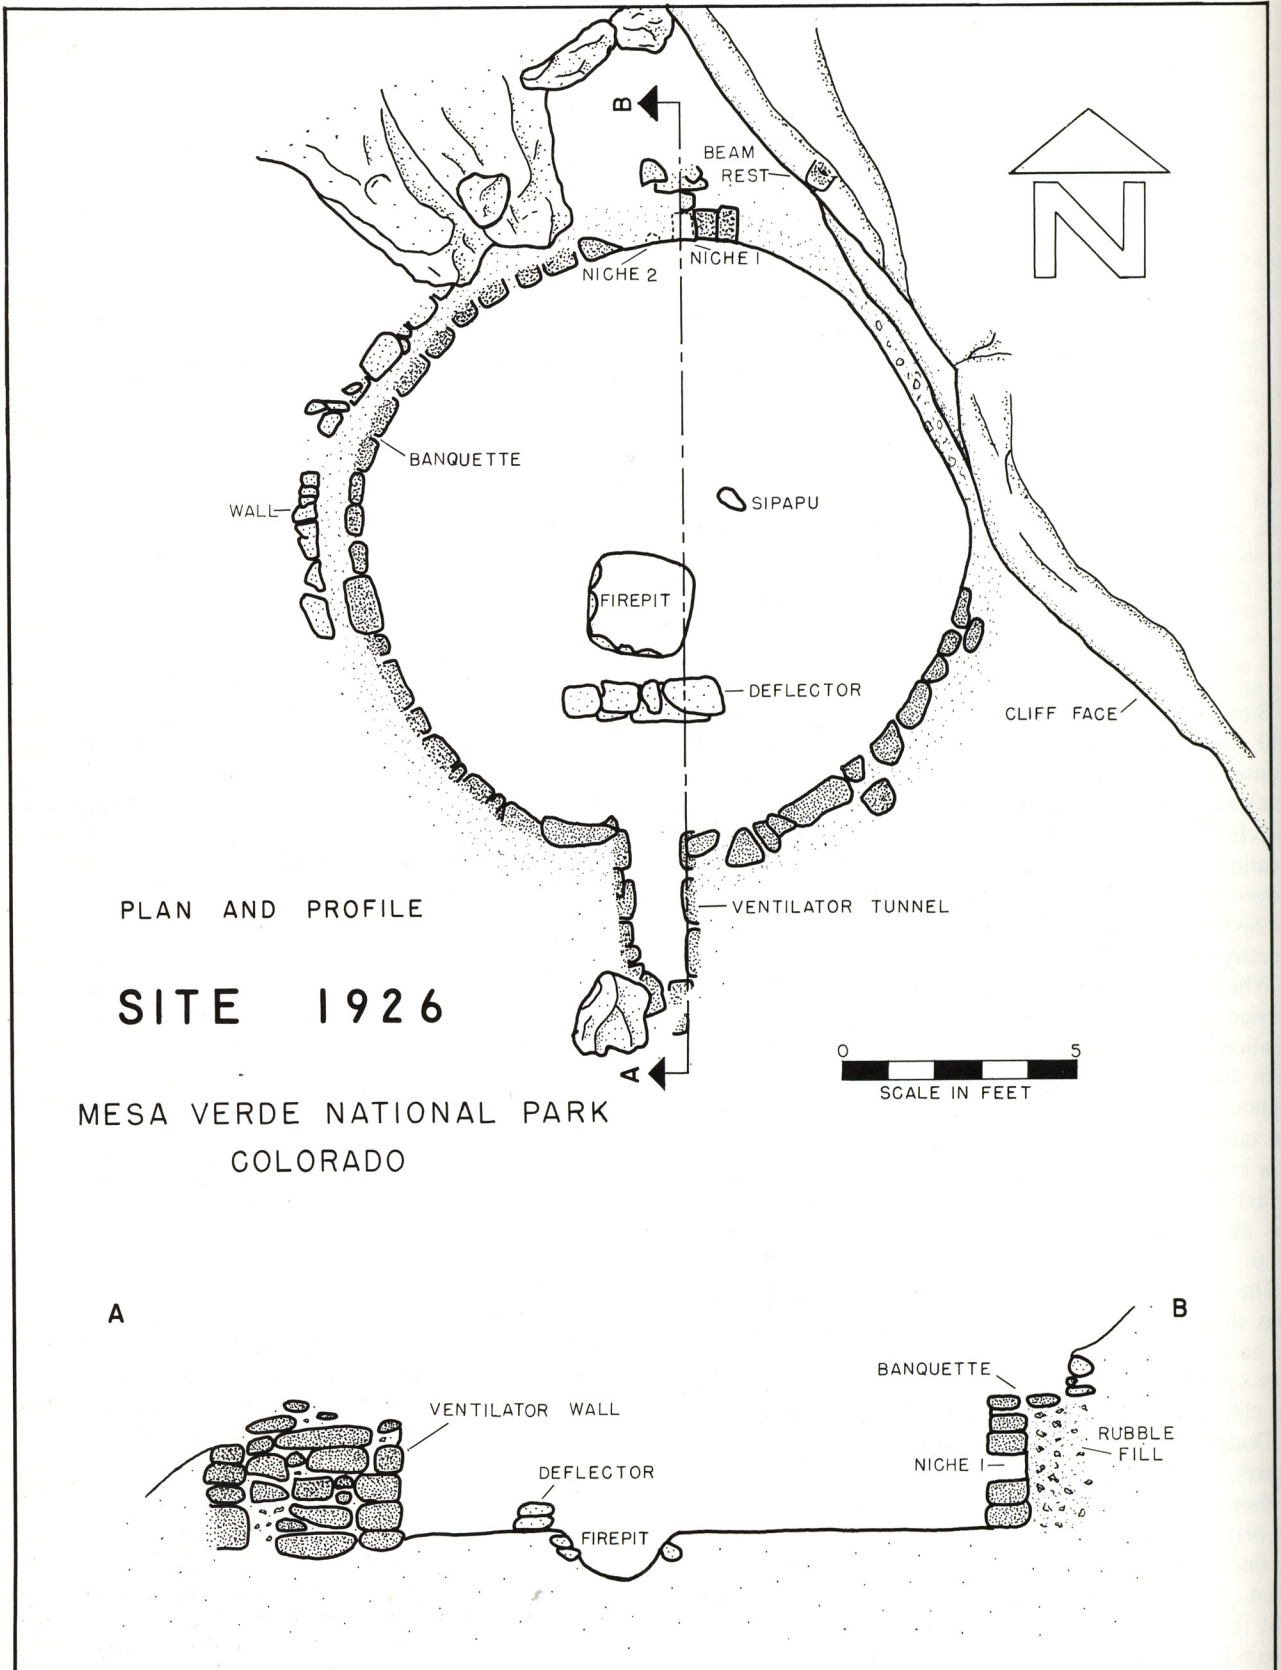 B
BEAM
REST
N
NICHE 2
NICHE 1
BANQUETTE
WALL
SIPAPU
FIREPIT
DEFLECTOR
CLIFF FACE
VENTILATOR TUNNEL
PLAN AND PROFILE
SITE 1926
A
0 5
SCALE IN FEET
MESA VERDE NATIONAL PARK
COLORADO
A
B
BANQUETTE
VENTILATOR WALL
RUBBLE
FILL
NICHE 1
DEFLECTOR
FIREPIT